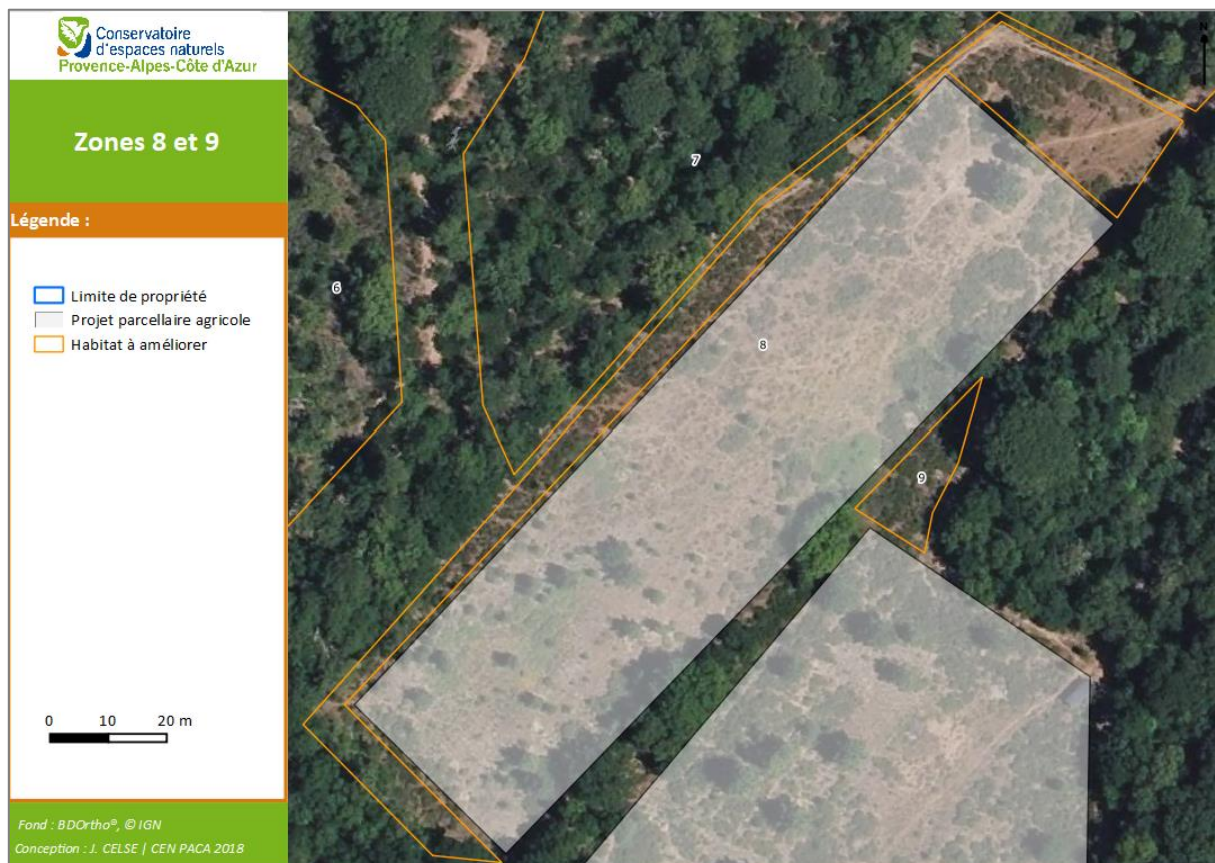 Conservatoire
d'espaces naturels
Provence-Alpes-Côte d'Azur
Zones 8 et 9
Légende :
Limite de propriété
Projet parcellaire agricole
Habitat à améliorer
0 10 20 m
Fond : BDOrtho®, © IGN
Conception : J. CELSE | CEN PACA 2018
N
7
6
8
9